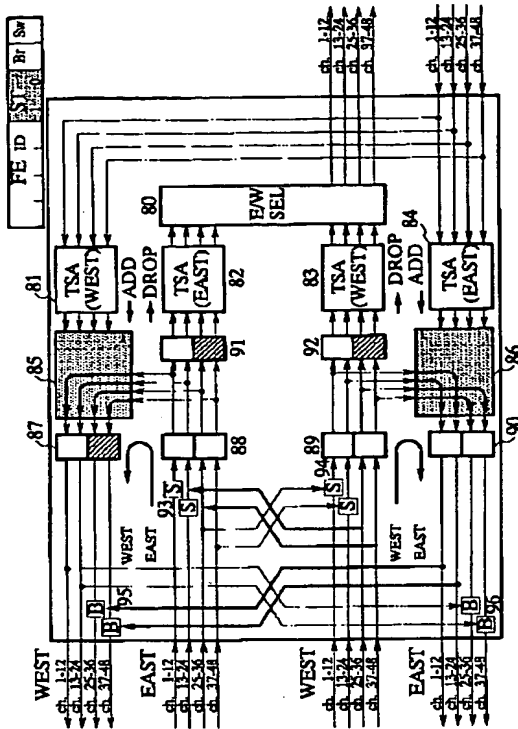 FE ID ST Br Sw
1 0
81
TSA
(WEST)
ADD
DROP
80
E/W
SEL
TSA
(EAST)
82
TSA
(WEST)
83
84
DROP
ADD
TSA
(EAST)
85
86
87
88
89
90
91
92
93
94
95
96
S
S
S
S
B
B
B
B
WEST
EAST
WEST
EAST
WEST
ch. 1-12
ch. 13-24
ch. 25-36
ch. 37-48
EAST
ch. 1-12
ch. 13-24
ch. 25-36
ch. 37-48
WEST
ch. 1-12
ch. 13-24
ch. 25-36
ch. 37-48
EAST
ch. 1-12
ch. 13-24
ch. 25-36
ch. 37-48
ch. 1-12
ch. 13-24
ch. 25-36
ch. 97-48
ch. 1-12
ch. 13-24
ch. 25-36
ch. 37-48